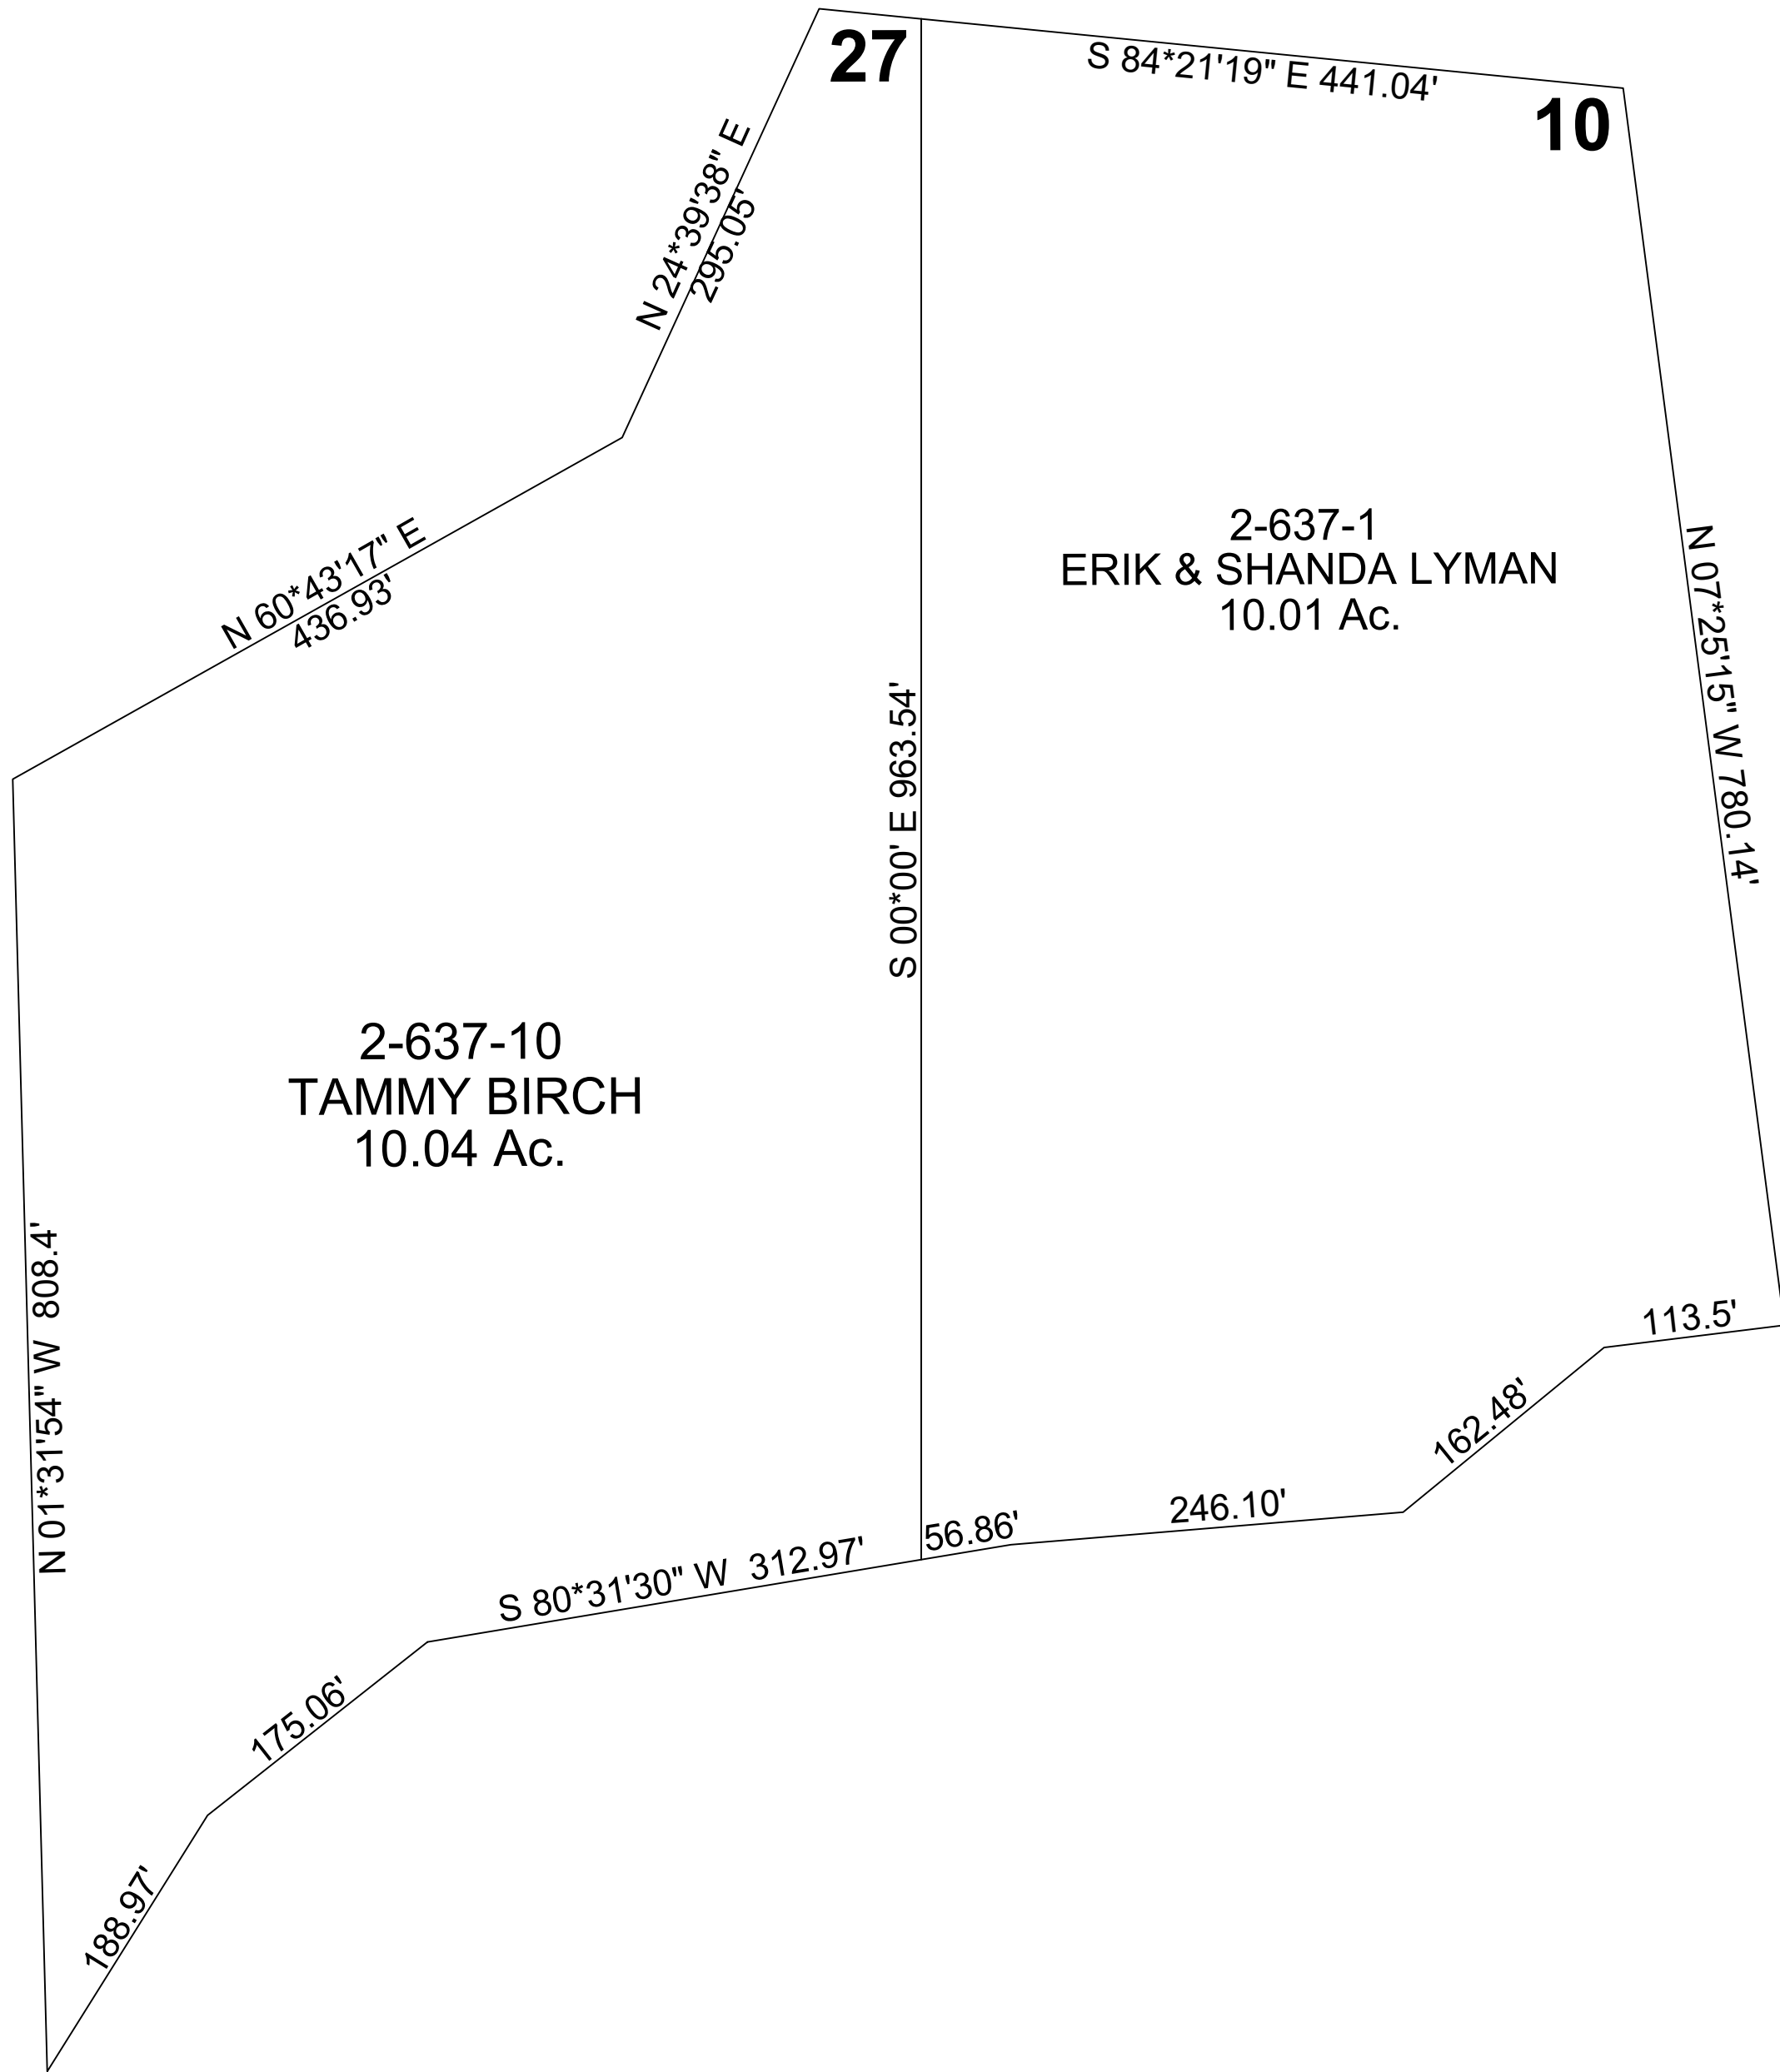 27
S 84*21'19" E 441.04'
10
N 24*39'38" E
295.05'
N 60*43'17" E
436.93'
2-637-1
ERIK & SHANDA LYMAN
10.01 Ac.
N 07*25'15" W 780.14'
S 00*00' E 963.54'
2-637-10
TAMMY BIRCH
10.04 Ac.
N 01*31'54" W 808.4'
113.5'
162.48'
246.10'
56.86'
S 80*31'30" W 312.97'
175.06'
188.97'